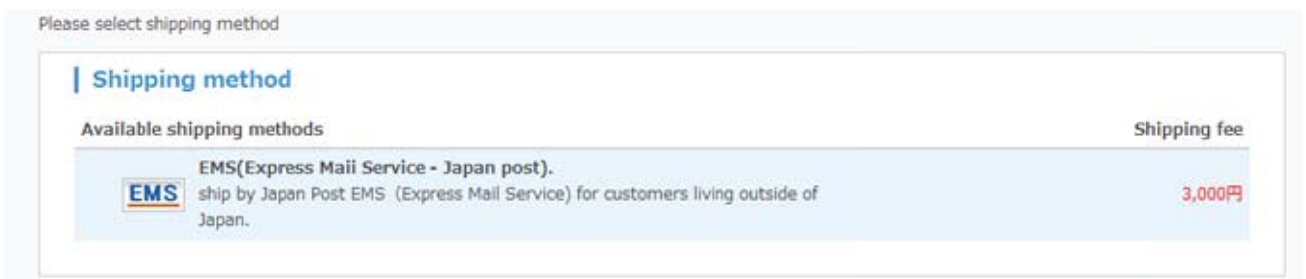 Please select shipping method
Shipping method
Available shipping methods Shipping fee
EMS(Express Maii Service - Japan post).
EMS ship by Japan Post EMS (Express Mail Service) for customers living outside of 3,000円
Japan.